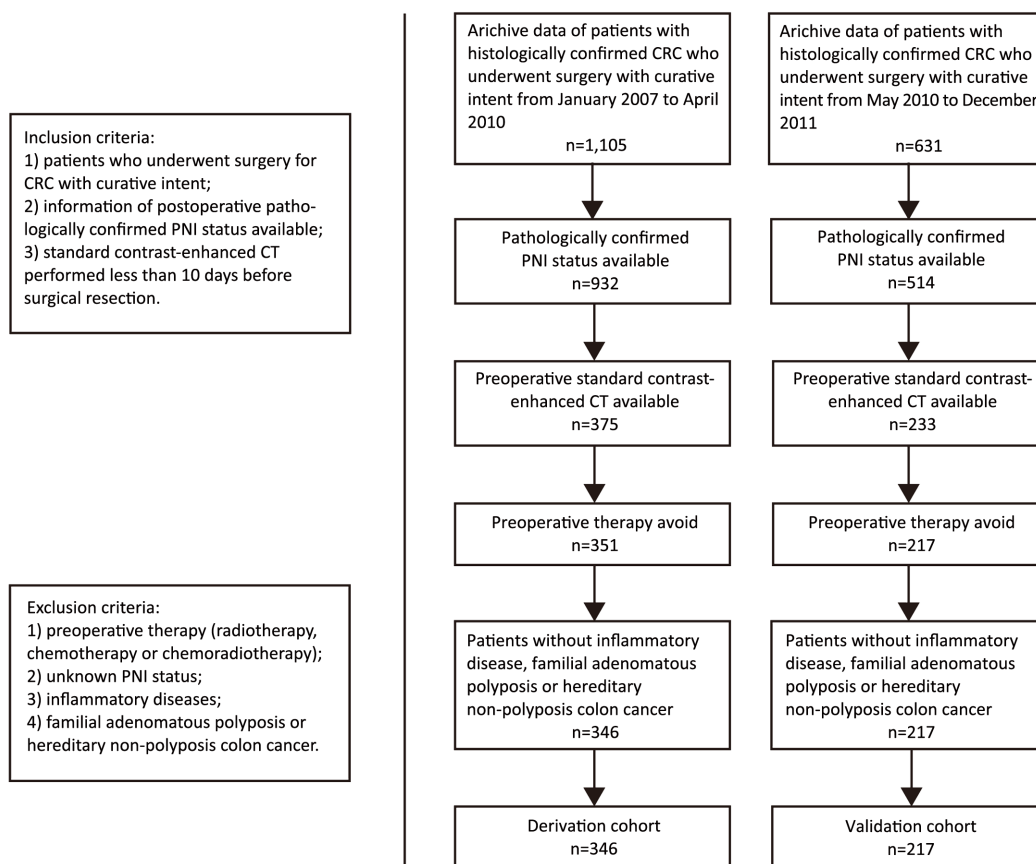 Inclusion criteria:
1) patients who underwent surgery for
CRC with curative intent;
2) information of postoperative patho-
logically confirmed PNI status available;
3) standard contrast-enhanced CT
performed less than 10 days before
surgical resection.
Exclusion criteria:
1) preoperative therapy (radiotherapy,
chemotherapy or chemoradiotherapy);
2) unknown PNI status;
3) inflammatory diseases;
4) familial adenomatous polyposis or
hereditary non-polyposis colon cancer.
Arichive data of patients with
histologically confirmed CRC who
underwent surgery with curative
intent from January 2007 to April
2010
n=1,105
Pathologically confirmed
PNI status available
n=932
Preoperative standard contrast-
enhanced CT available
n=375
Preoperative therapy avoid
n=351
Patients without inflammatory
disease, familial adenomatous
polyposis or hereditary
non-polyposis colon cancer
n=346
Derivation cohort
n=346
Arichive data of patients with
histologically confirmed CRC who
underwent surgery with curative
intent from May 2010 to December
2011
n=631
Pathologically confirmed
PNI status available
n=514
Preoperative standard contrast-
enhanced CT available
n=233
Preoperative therapy avoid
n=217
Patients without inflammatory
disease, familial adenomatous
polyposis or hereditary
non-polyposis colon cancer
n=217
Validation cohort
n=217